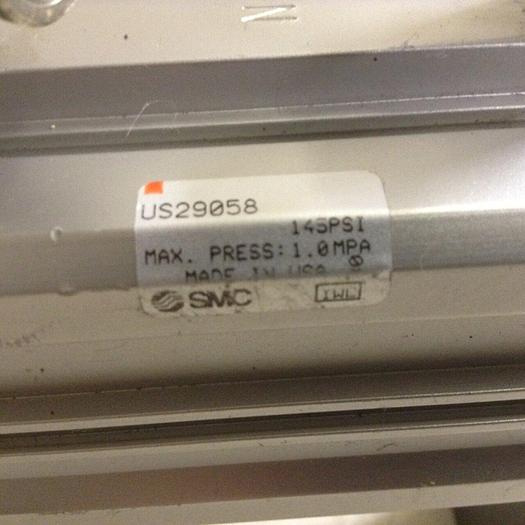 US29058
145PSI
MAX. PRESS: 1.0MPA
MADE IN USA
SMC